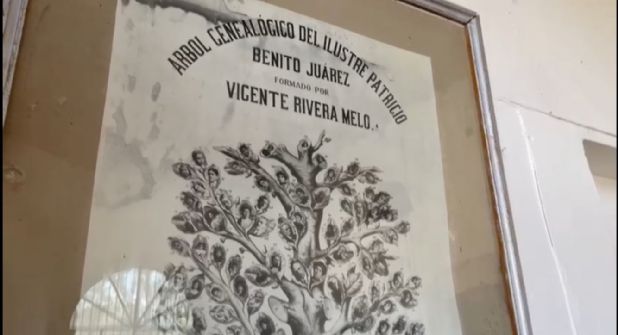 ARBOL GENEALÓGICO DEL ILUSTRE PATRICIO
BENITO JUÁREZ
FORMADO POR
VICENTE RIVERA MELO.